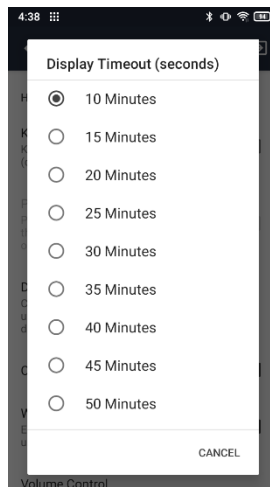 4:38
Display Timeout (seconds)
10 Minutes
15 Minutes
20 Minutes
25 Minutes
30 Minutes
35 Minutes
40 Minutes
45 Minutes
50 Minutes
CANCEL
Volume Control